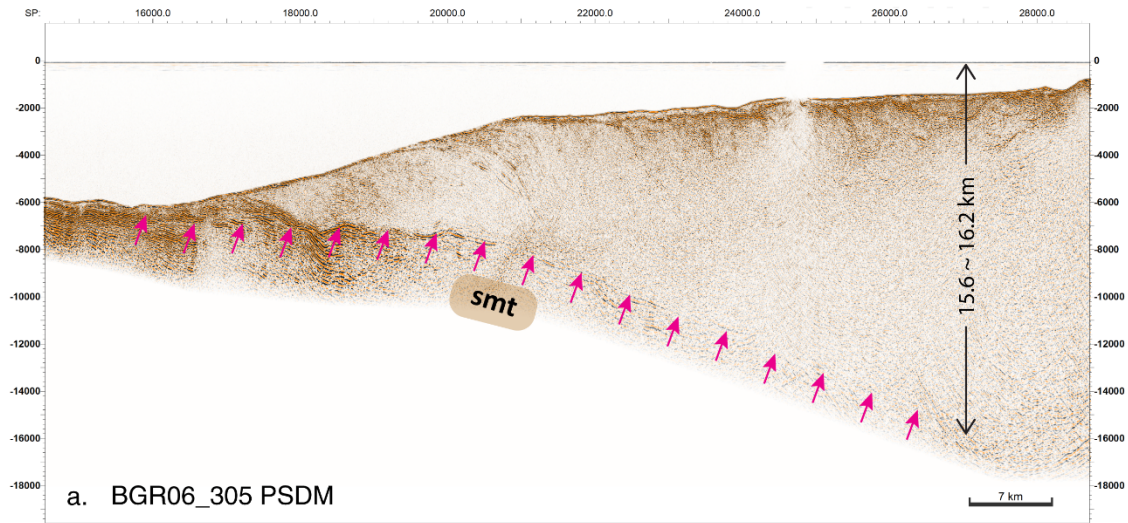 SP: 16000.0 18000.0 20000.0 22000.0 24000.0 26000.0 28000.0
0 0
-2000 -2000
-4000 -4000
-6000 -6000
-8000 -8000
-10000 -10000
-12000 -12000
-14000 -14000
-16000 -16000
-18000 -18000
smt
15.6 ~ 16.2 km
a. BGR06_305 PSDM
7 km